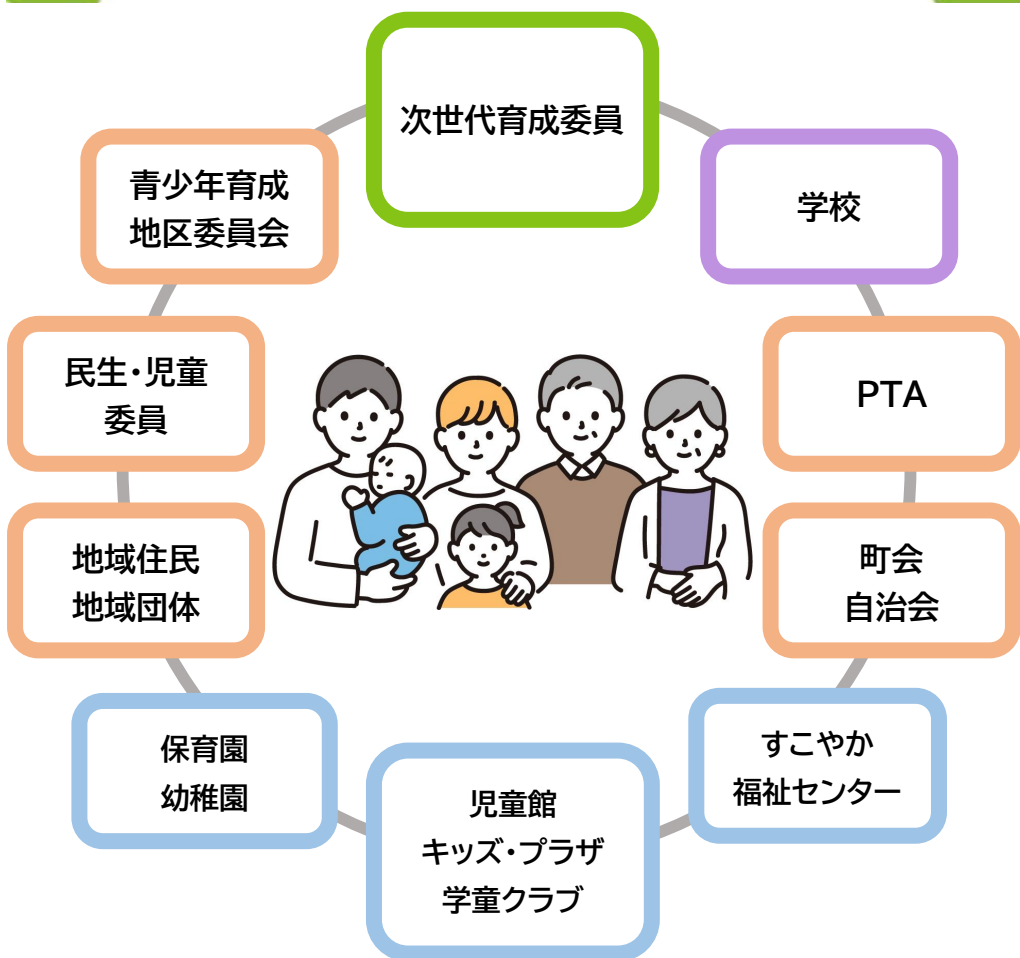 次世代育成委員
青少年育成
地区委員会
学校
民生・児童
委員
PTA
地域住民
地域団体
町会
自治会
保育園
幼稚園
すこやか
福祉センター
児童館
キッズ・プラザ
学童クラブ